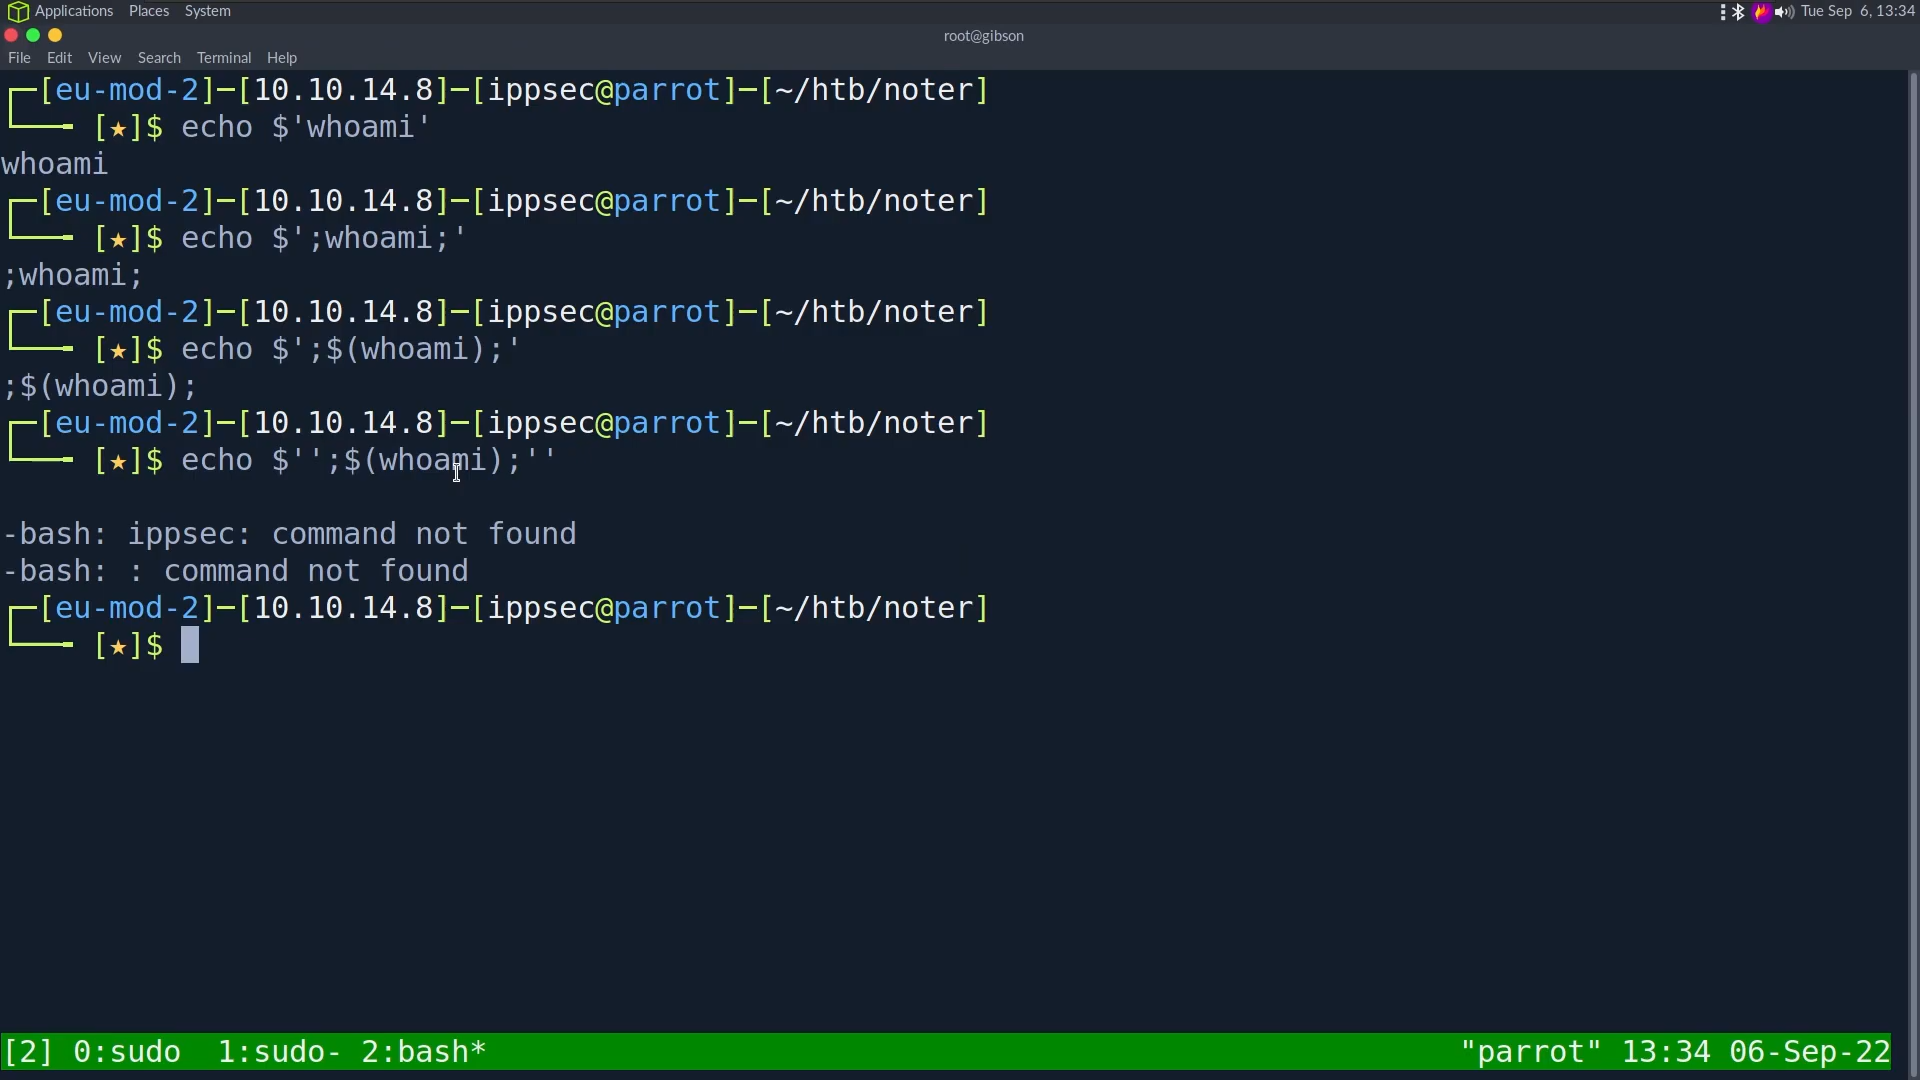 Applications Places System Tue Sep 6, 13:34
root@gibson
File Edit View Search Terminal Help
┌─[eu-mod-2]─[10.10.14.8]─[ippsec@parrot]─[~/htb/noter]
└──╼ [★]$ echo $'whoami'
whoami
┌─[eu-mod-2]─[10.10.14.8]─[ippsec@parrot]─[~/htb/noter]
└──╼ [★]$ echo $';whoami;'
;whoami;
┌─[eu-mod-2]─[10.10.14.8]─[ippsec@parrot]─[~/htb/noter]
└──╼ [★]$ echo $';$(whoami);'
;$(whoami);
┌─[eu-mod-2]─[10.10.14.8]─[ippsec@parrot]─[~/htb/noter]
└──╼ [★]$ echo $'';$(whoami);''

-bash: ippsec: command not found
-bash: : command not found
┌─[eu-mod-2]─[10.10.14.8]─[ippsec@parrot]─[~/htb/noter]
└──╼ [★]$
[2] 0:sudo  1:sudo- 2:bash* "parrot" 13:34 06-Sep-22